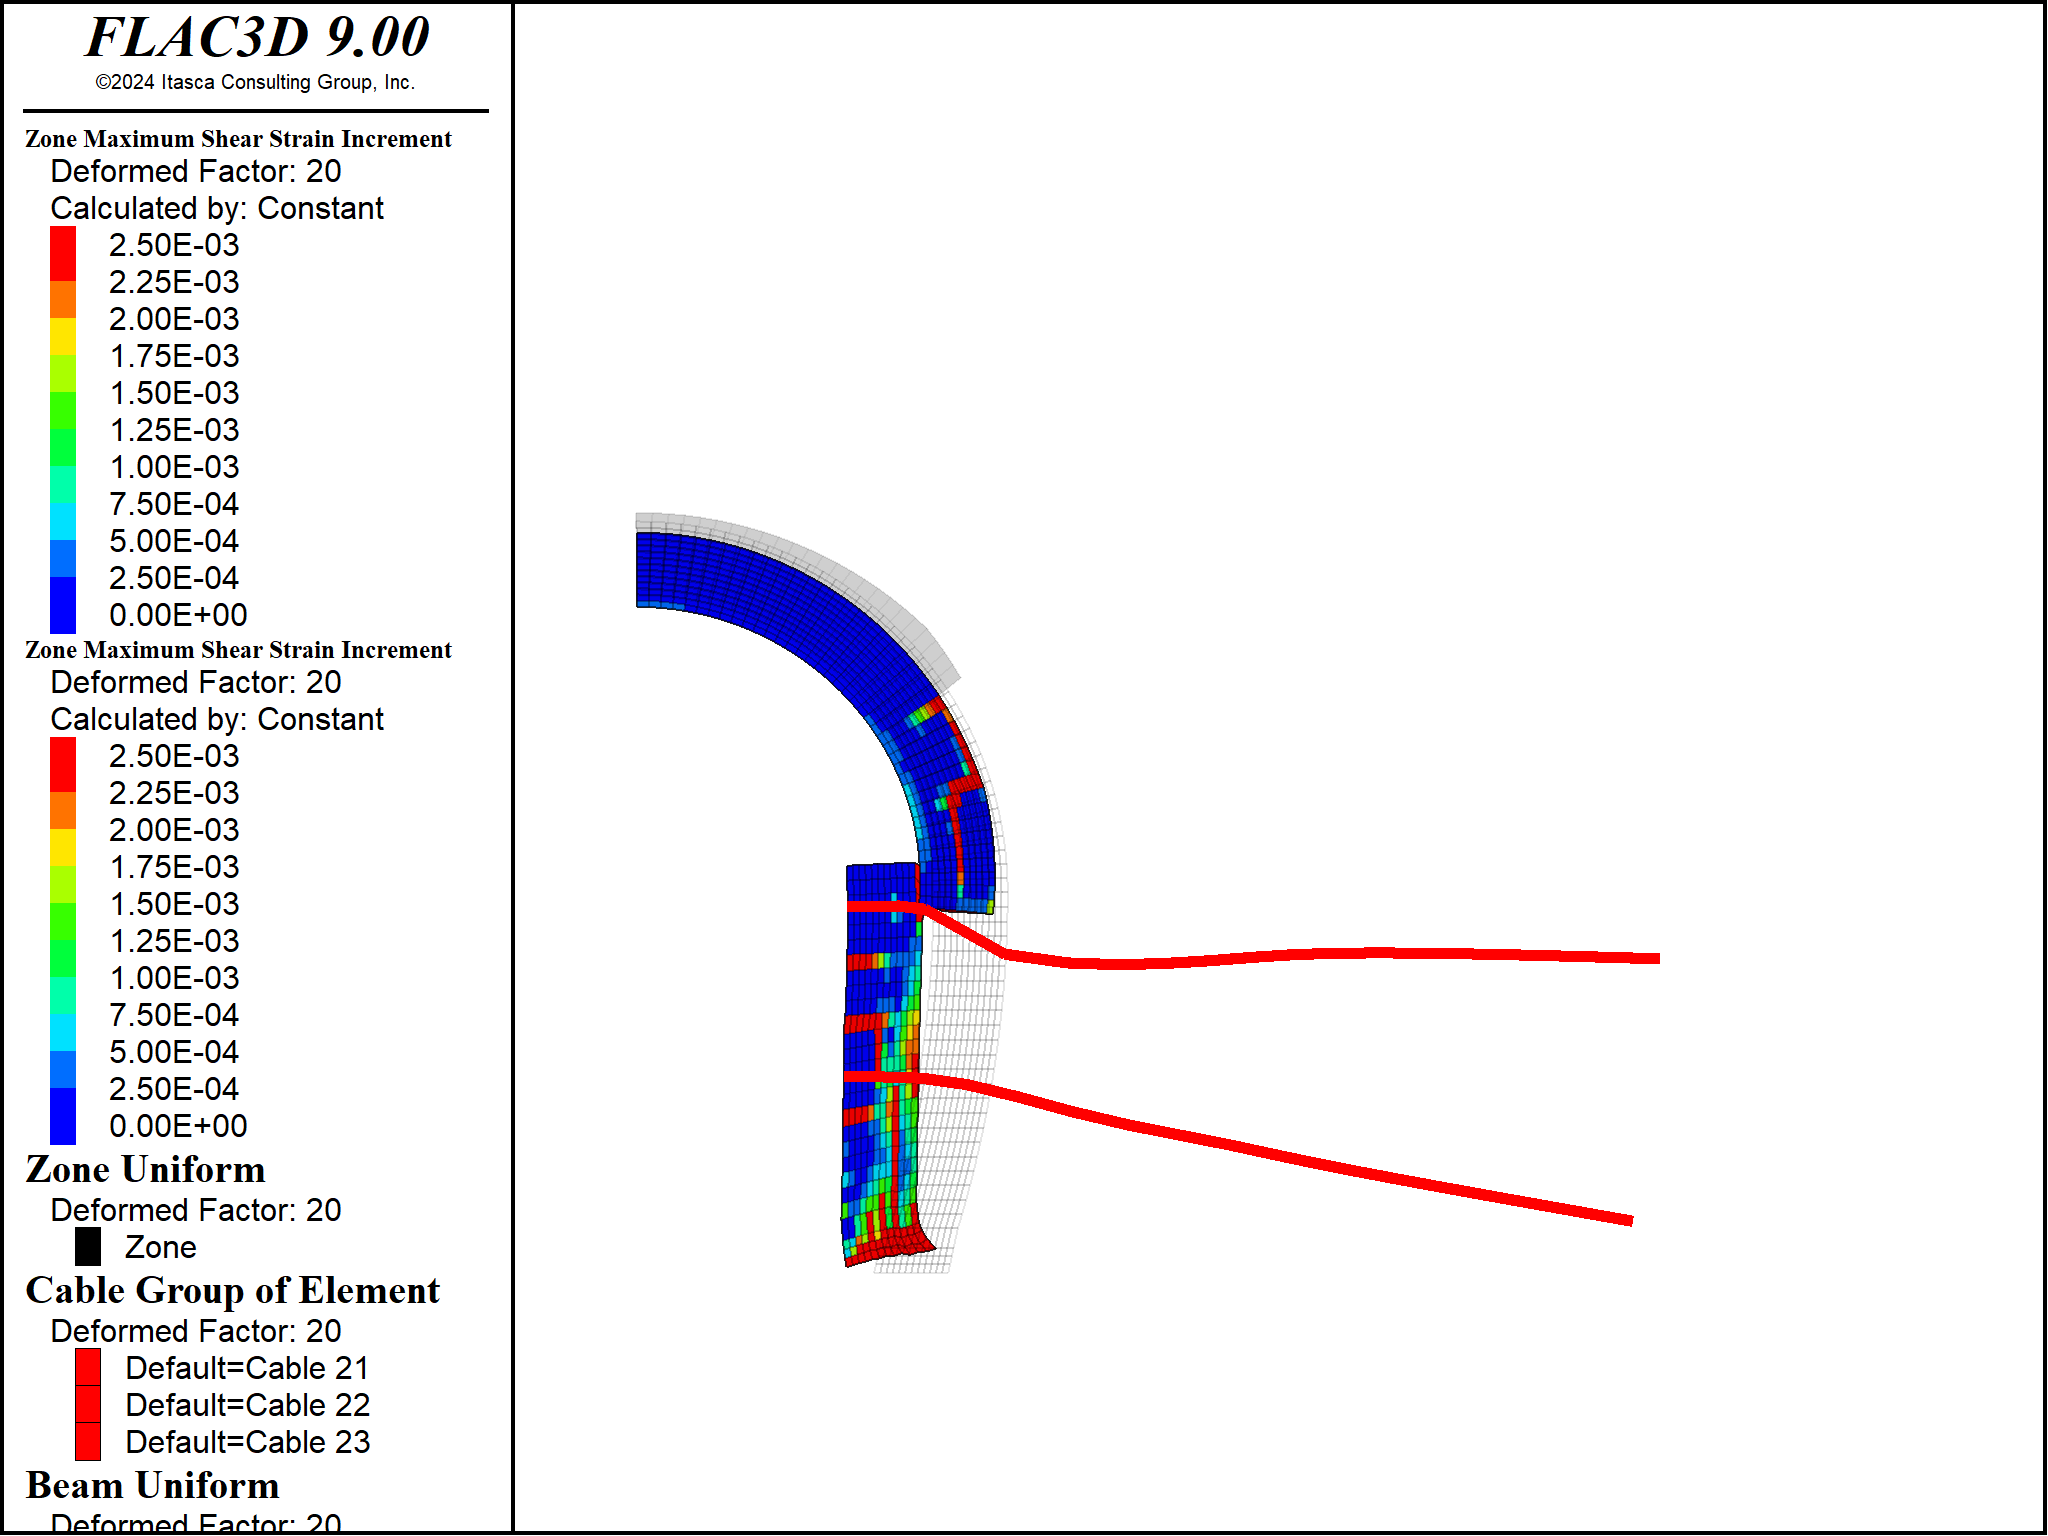 FLAC3D 9.00
©2024 Itasca Consulting Group, Inc.
Zone Maximum Shear Strain Increment
Deformed Factor: 20
Calculated by: Constant
2.50E-03
2.25E-03
2.00E-03
1.75E-03
1.50E-03
1.25E-03
1.00E-03
7.50E-04
5.00E-04
2.50E-04
0.00E+00
Zone Maximum Shear Strain Increment
Deformed Factor: 20
Calculated by: Constant
2.50E-03
2.25E-03
2.00E-03
1.75E-03
1.50E-03
1.25E-03
1.00E-03
7.50E-04
5.00E-04
2.50E-04
0.00E+00
Zone Uniform
Deformed Factor: 20
Zone
Cable Group of Element
Deformed Factor: 20
Default=Cable 21
Default=Cable 22
Default=Cable 23
Beam Uniform
Deformed Factor: 20